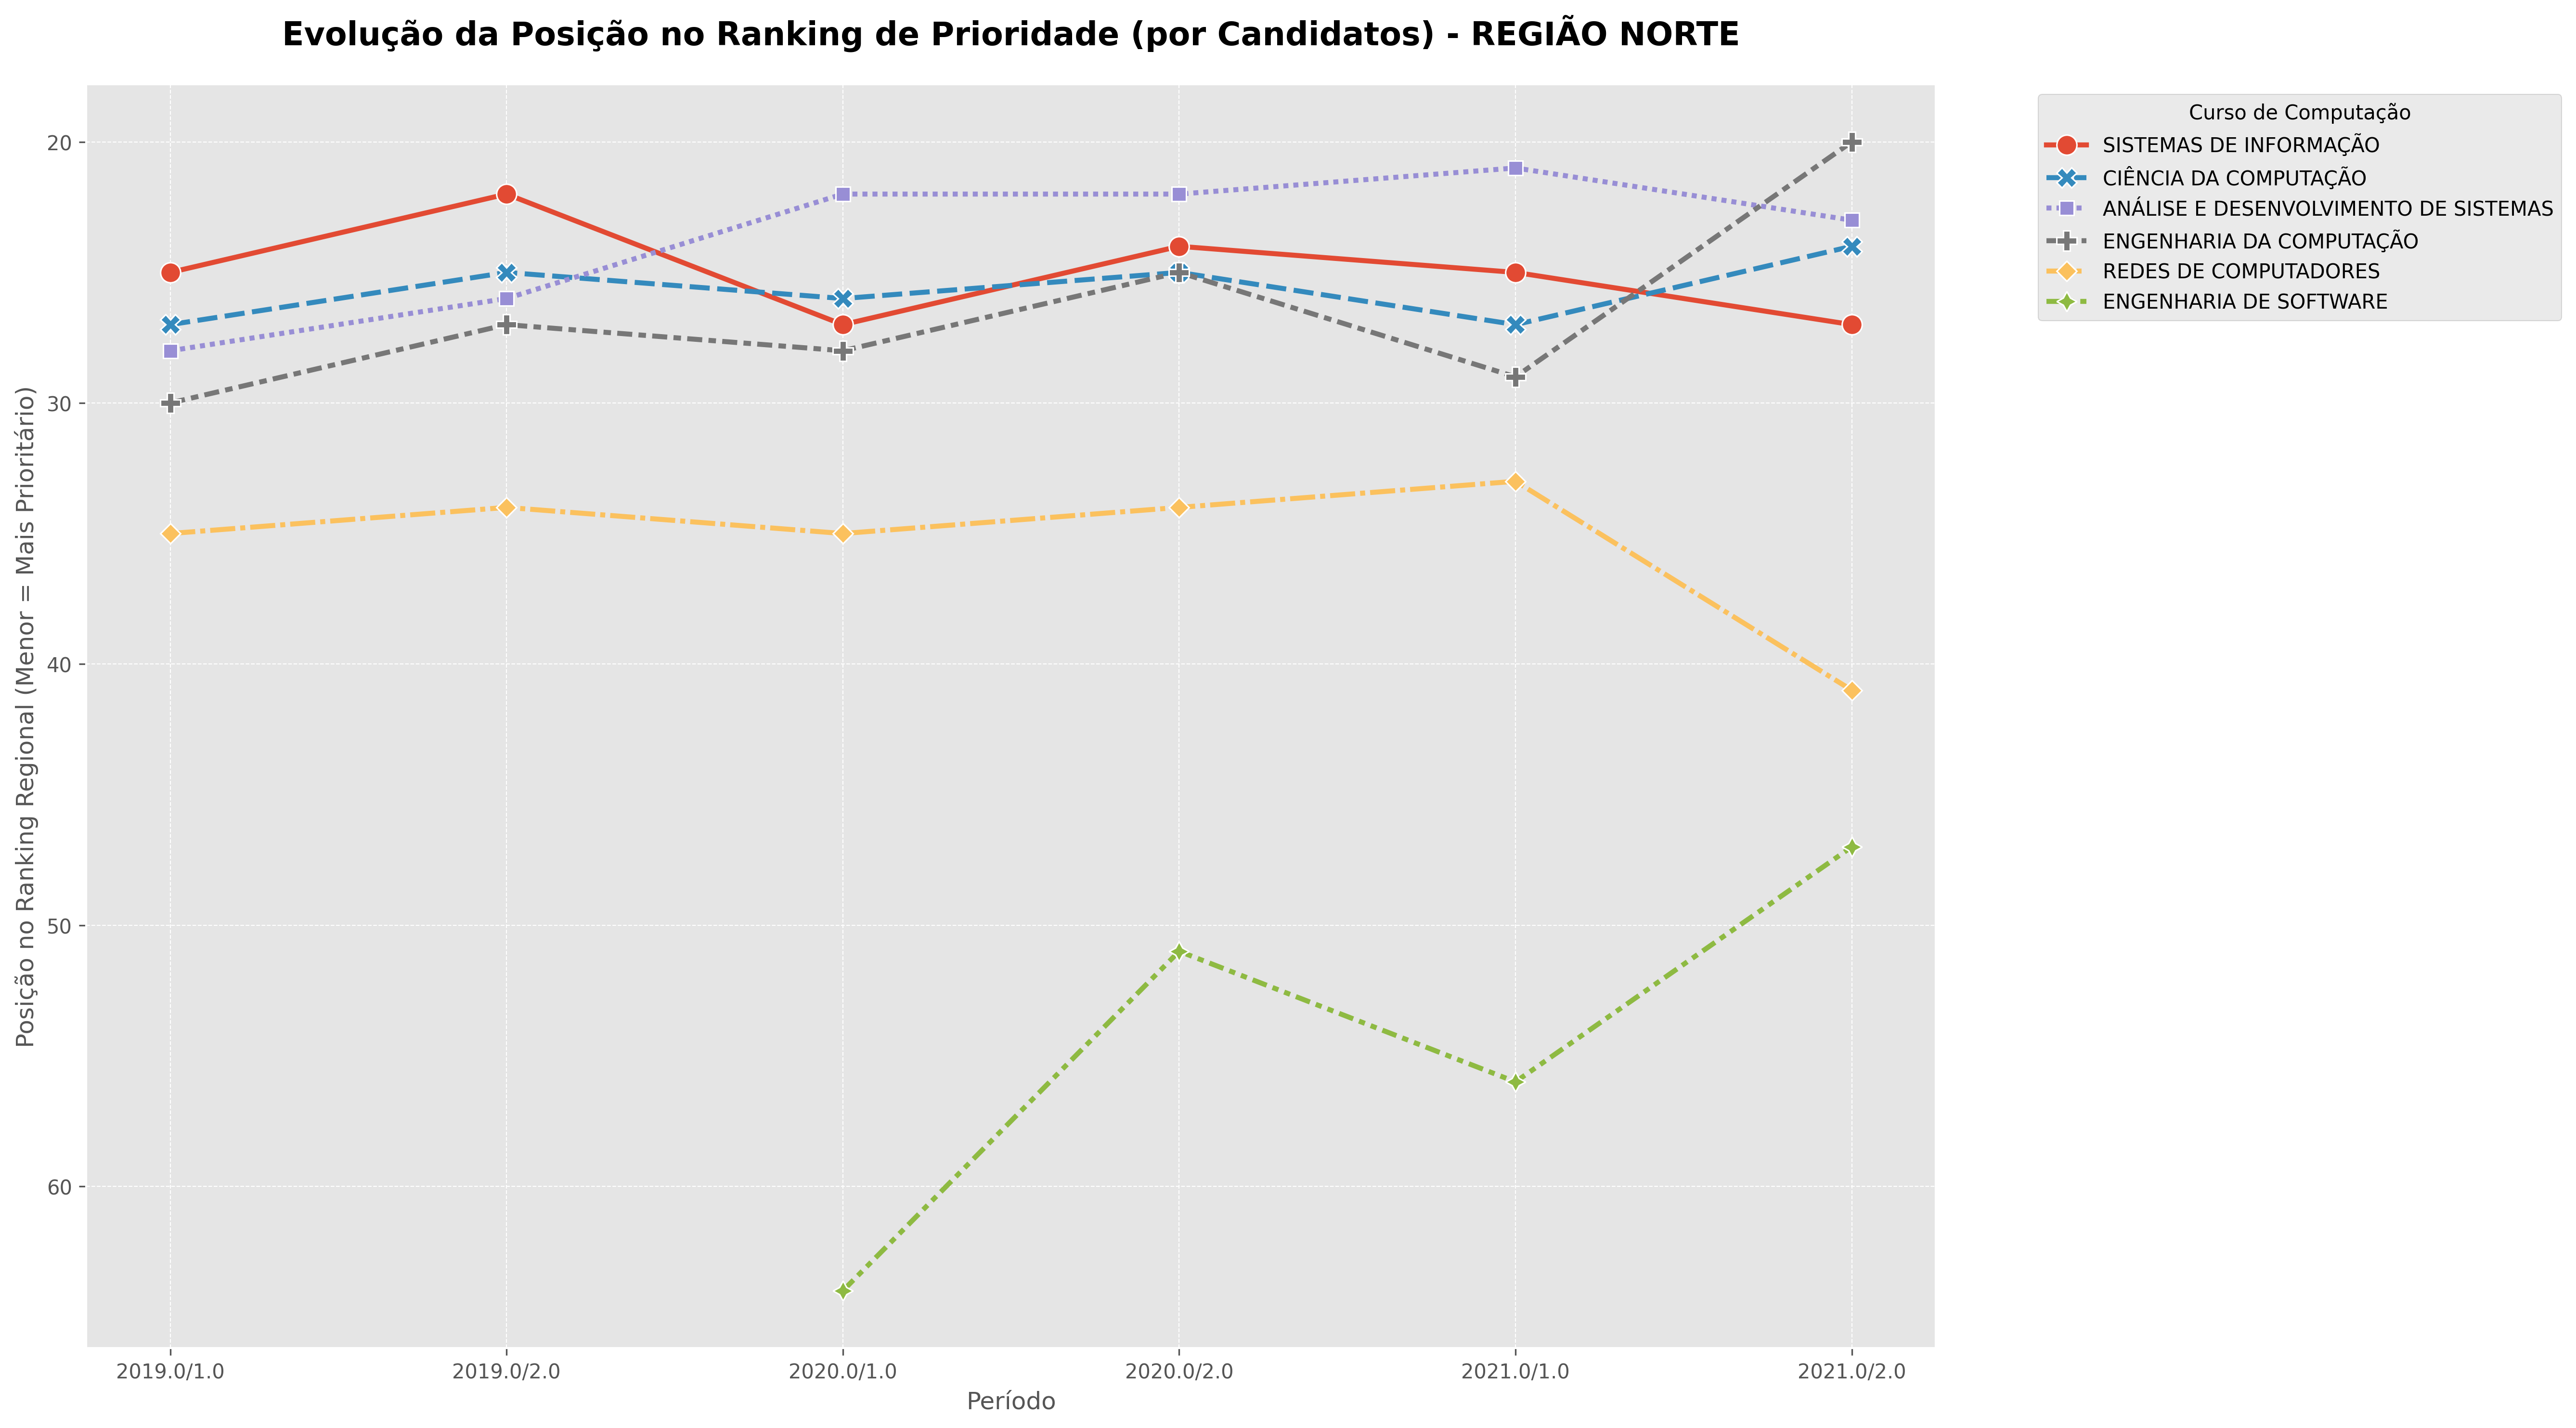 Evolução da Posição no Ranking de Prioridade (por Candidatos) - REGIÃO NORTE
Posição no Ranking Regional (Menor = Mais Prioritário)
20
30
40
50
60
2019.0/1.0
2019.0/2.0
2020.0/1.0
2020.0/2.0
2021.0/1.0
2021.0/2.0
Período
Curso de Computação
SISTEMAS DE INFORMAÇÃO
CIÊNCIA DA COMPUTAÇÃO
ANÁLISE E DESENVOLVIMENTO DE SISTEMAS
ENGENHARIA DA COMPUTAÇÃO
REDES DE COMPUTADORES
ENGENHARIA DE SOFTWARE